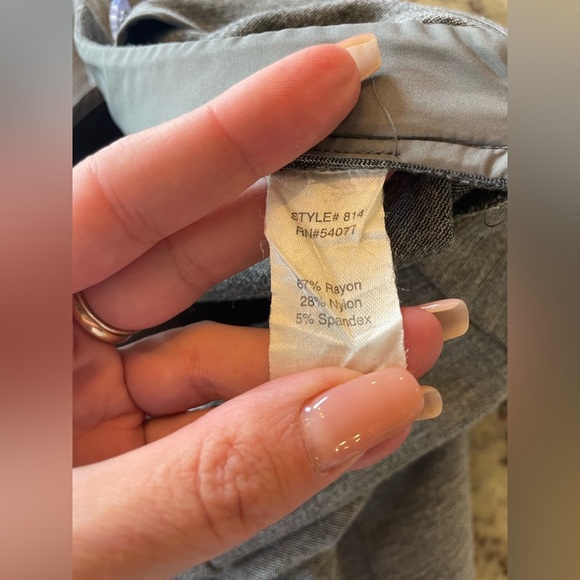 STYLE# 814
RN#54077
67% Rayon
28% Nylon
5% Spandex